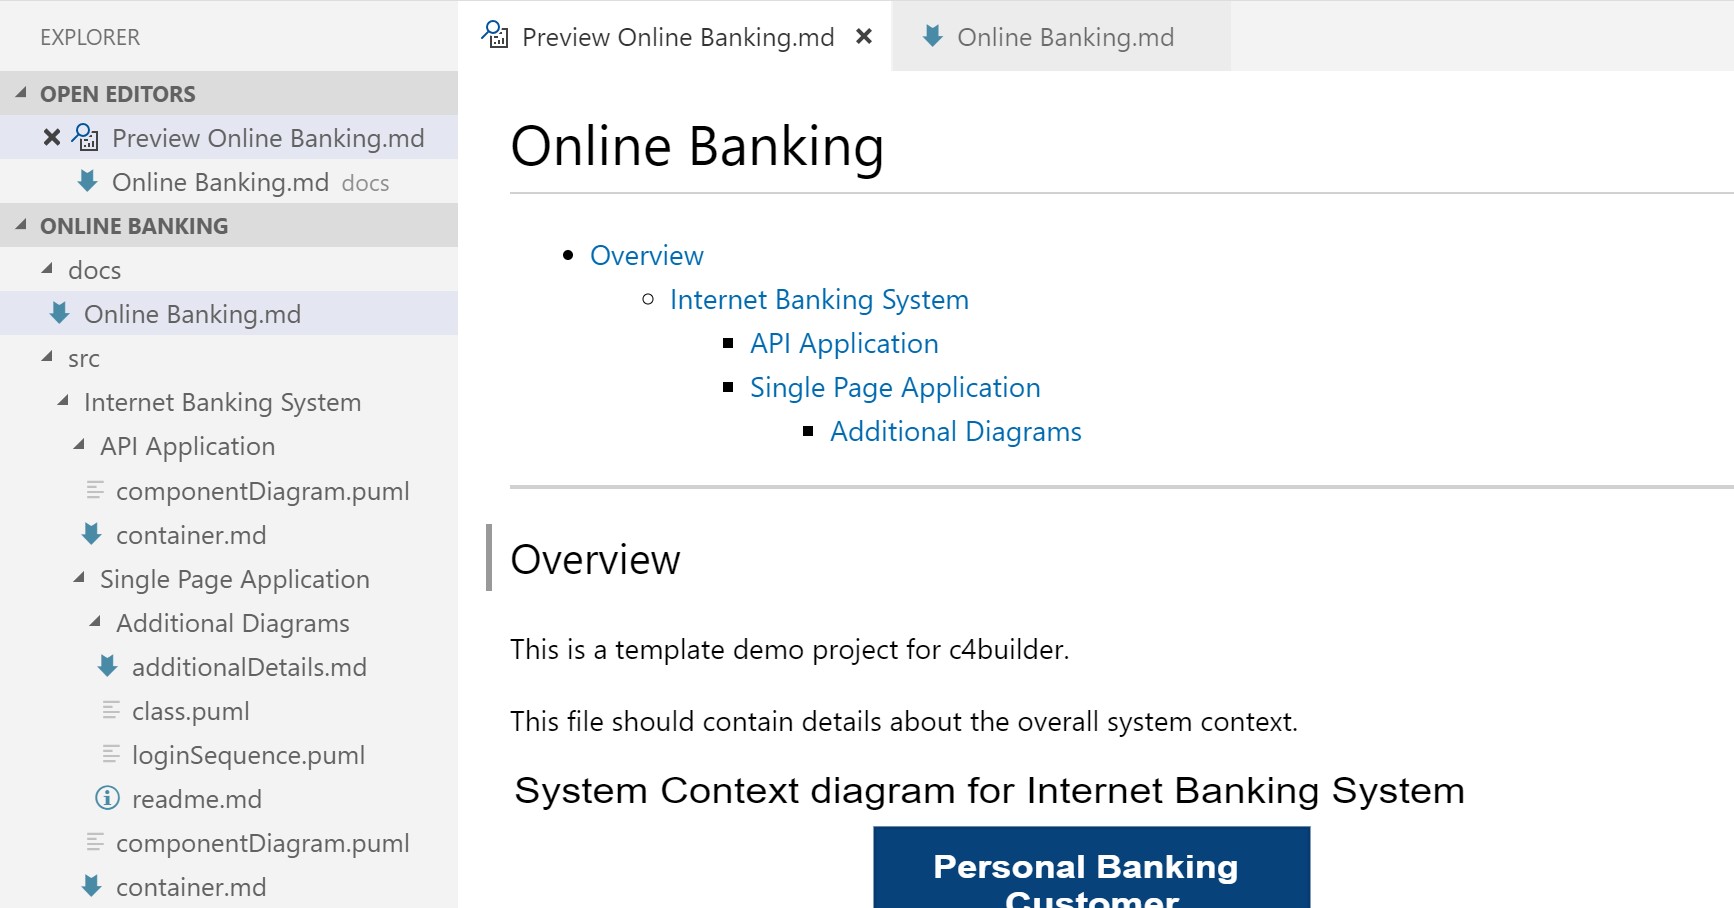 EXPLORER
OPEN EDITORS
Preview Online Banking.md
Online Banking.md docs
ONLINE BANKING
docs
Online Banking.md
src
Internet Banking System
API Application
componentDiagram.puml
container.md
Single Page Application
Additional Diagrams
additionalDetails.md
class.puml
loginSequence.puml
readme.md
componentDiagram.puml
container.md
Preview Online Banking.md
Online Banking.md
Online Banking
Overview
Internet Banking System
API Application
Single Page Application
Additional Diagrams
Overview
This is a template demo project for c4builder.
This file should contain details about the overall system context.
System Context diagram for Internet Banking System
Personal Banking
Customer